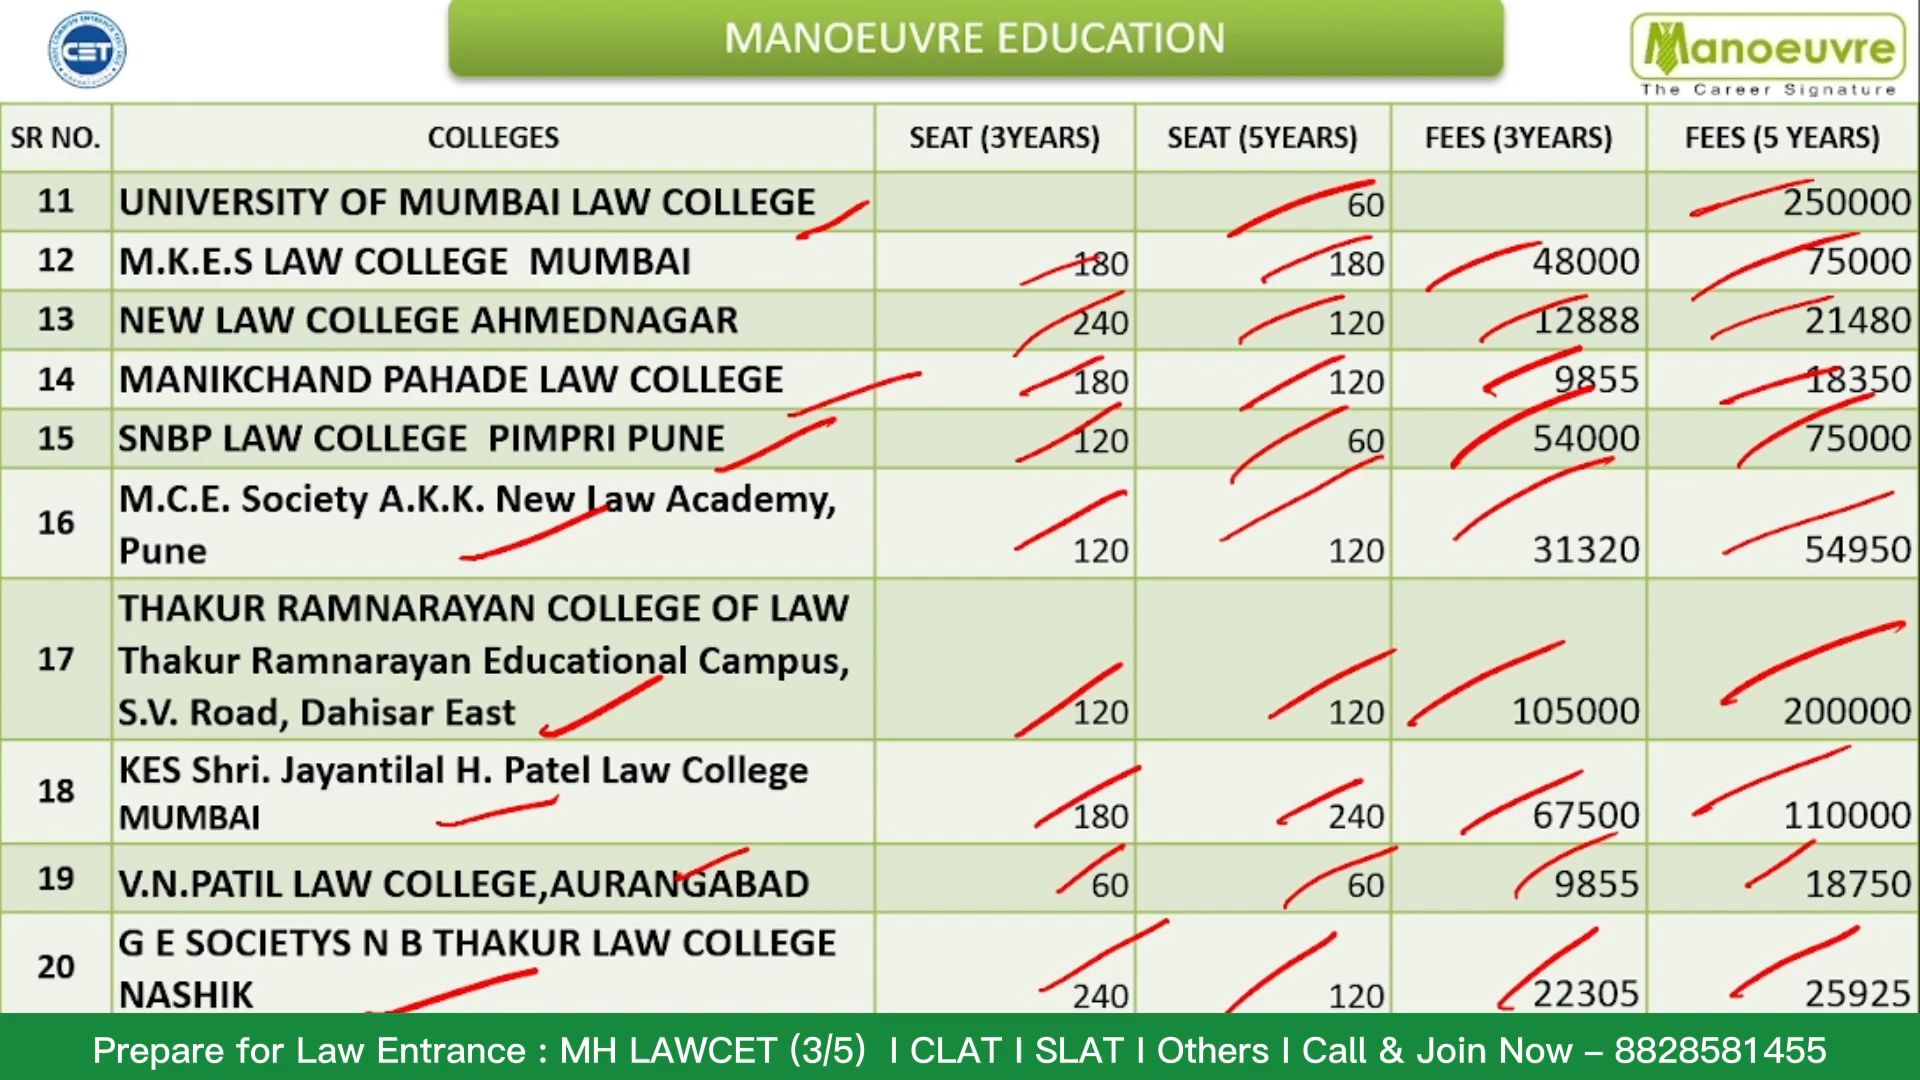 CET
MANOEUVRE EDUCATION
Manoeuvre
The Career Signature
SR NO. COLLEGES SEAT (3YEARS) SEAT (5YEARS) FEES (3YEARS) FEES (5 YEARS)
11 UNIVERSITY OF MUMBAI LAW COLLEGE 60 250000
12 M.K.E.S LAW COLLEGE MUMBAI 180 180 48000 75000
13 NEW LAW COLLEGE AHMEDNAGAR 240 120 12888 21480
14 MANIKCHAND PAHADE LAW COLLEGE 180 120 9855 18350
15 SNBP LAW COLLEGE PIMPRI PUNE 120 60 54000 75000
16 M.C.E. Society A.K.K. New Law Academy,
Pune 120 120 31320 54950
17 THAKUR RAMNARAYAN COLLEGE OF LAW
Thakur Ramnarayan Educational Campus,
S.V. Road, Dahisar East 120 120 105000 200000
18 KES Shri. Jayantilal H. Patel Law College
MUMBAI 180 240 67500 110000
19 V.N.PATIL LAW COLLEGE,AURANGABAD 60 60 9855 18750
20 G E SOCIETYS N B THAKUR LAW COLLEGE
NASHIK 240 120 22305 25925
Prepare for Law Entrance : MH LAWCET (3/5) I CLAT I SLAT I Others I Call & Join Now – 8828581455